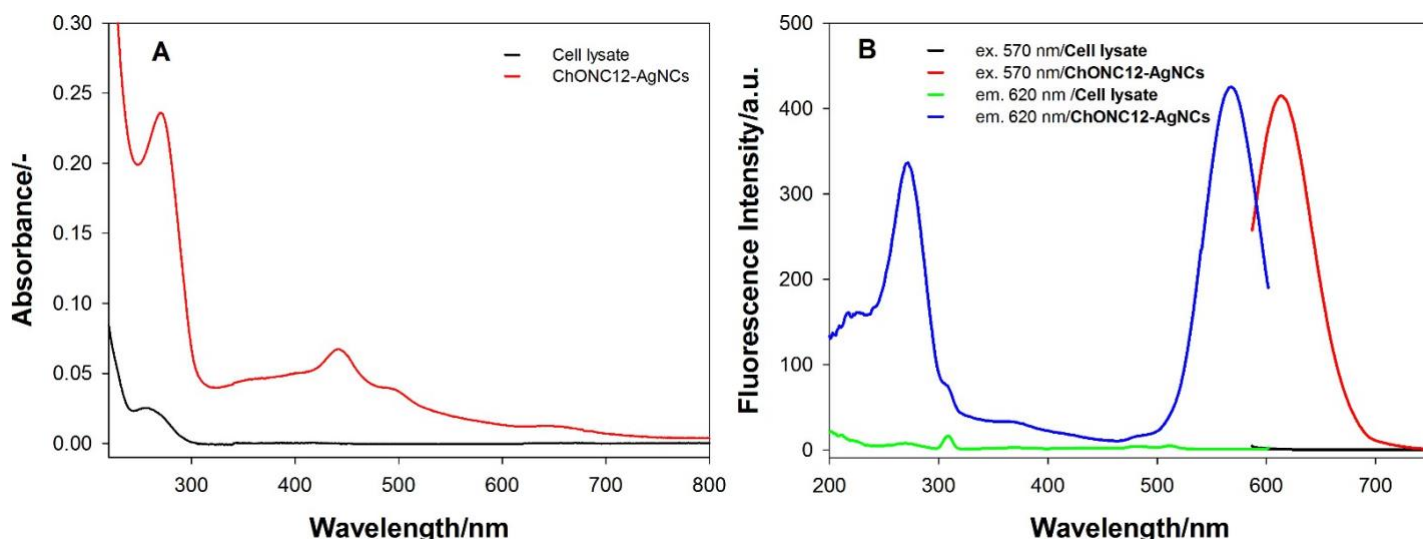 A
Cell lysate
ChONC12-AgNCs
0.30
0.25
0.20
0.15
0.10
0.05
0.00
Absorbance/-
300 400 500 600 700 800
Wavelength/nm
B
ex. 570 nm/Cell lysate
ex. 570 nm/ChONC12-AgNCs
em. 620 nm /Cell lysate
em. 620 nm/ChONC12-AgNCs
500
400
300
200
100
0
Fluorescence Intensity/a.u.
200 300 400 500 600 700
Wavelength/nm